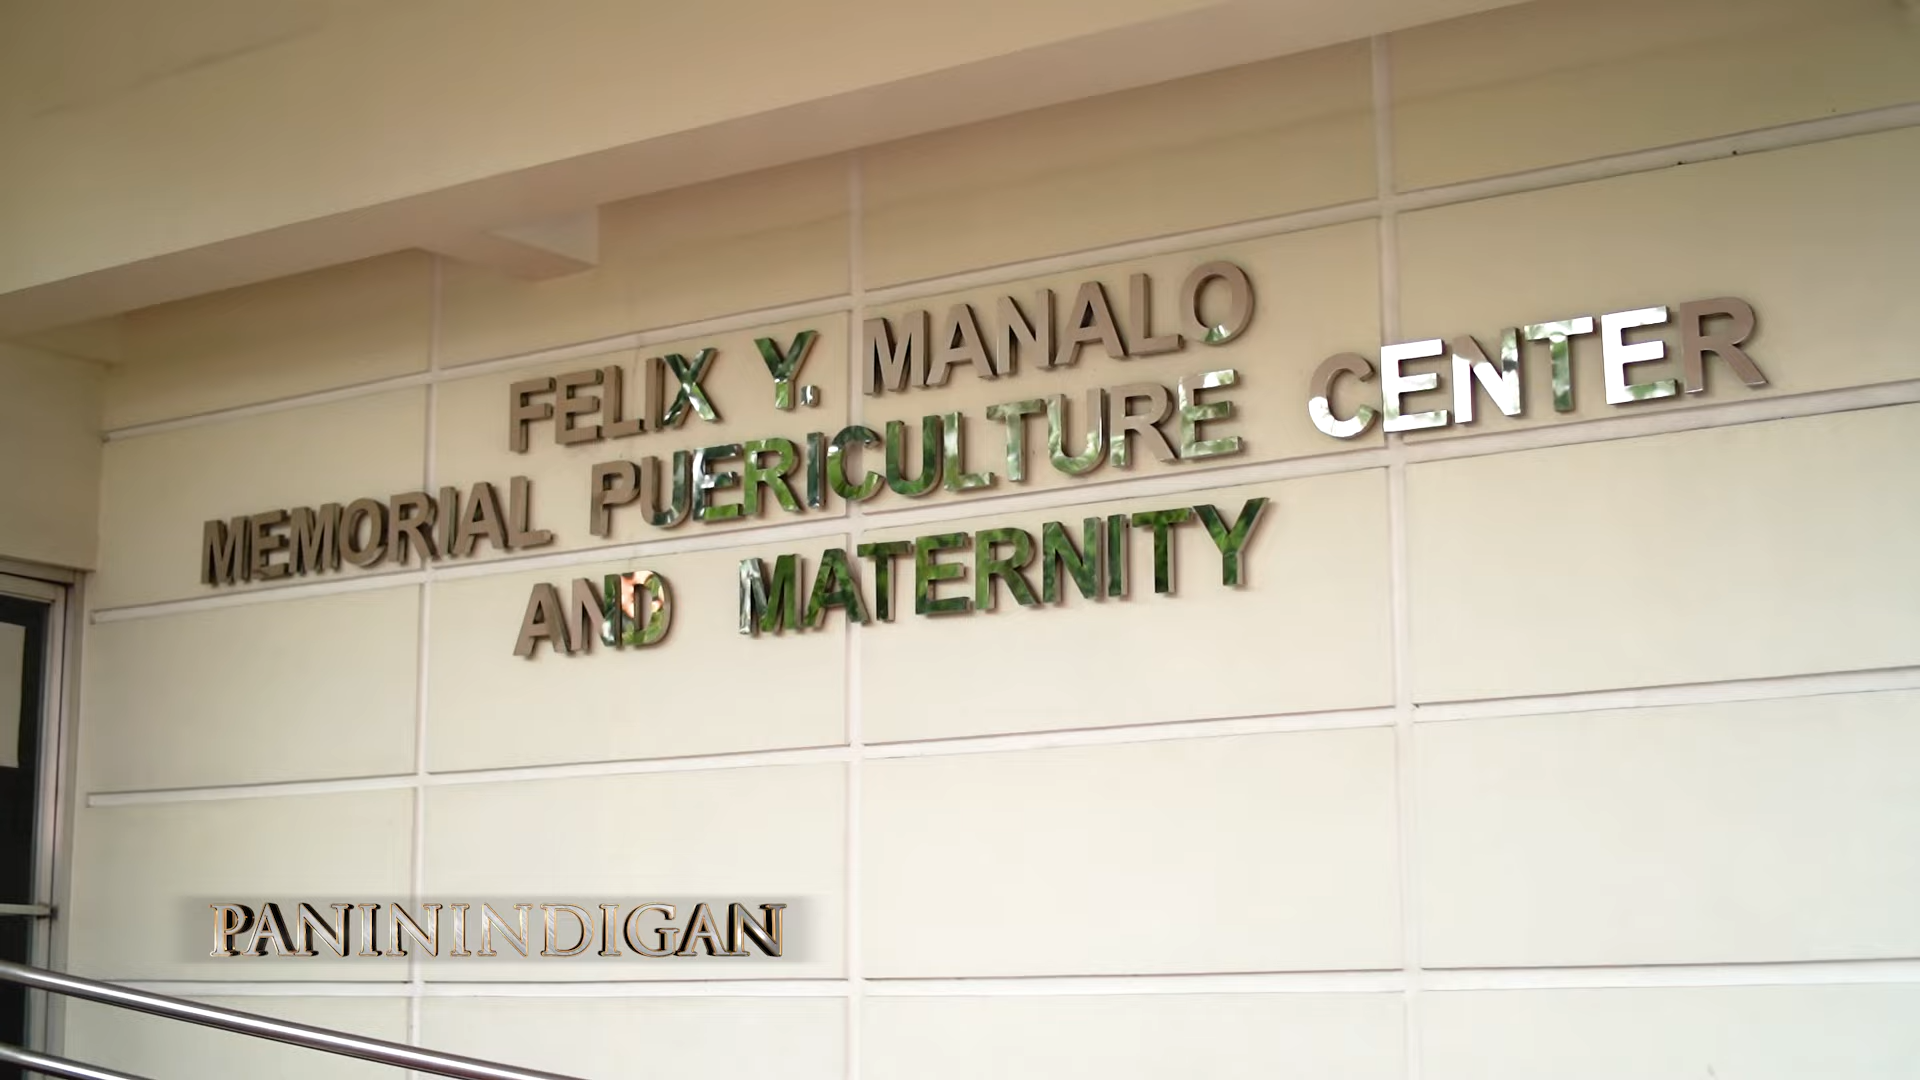 FELIX Y. MANALO
MEMORIAL PUERICULTURE CENTER
AND MATERNITY
PANININDIGAN